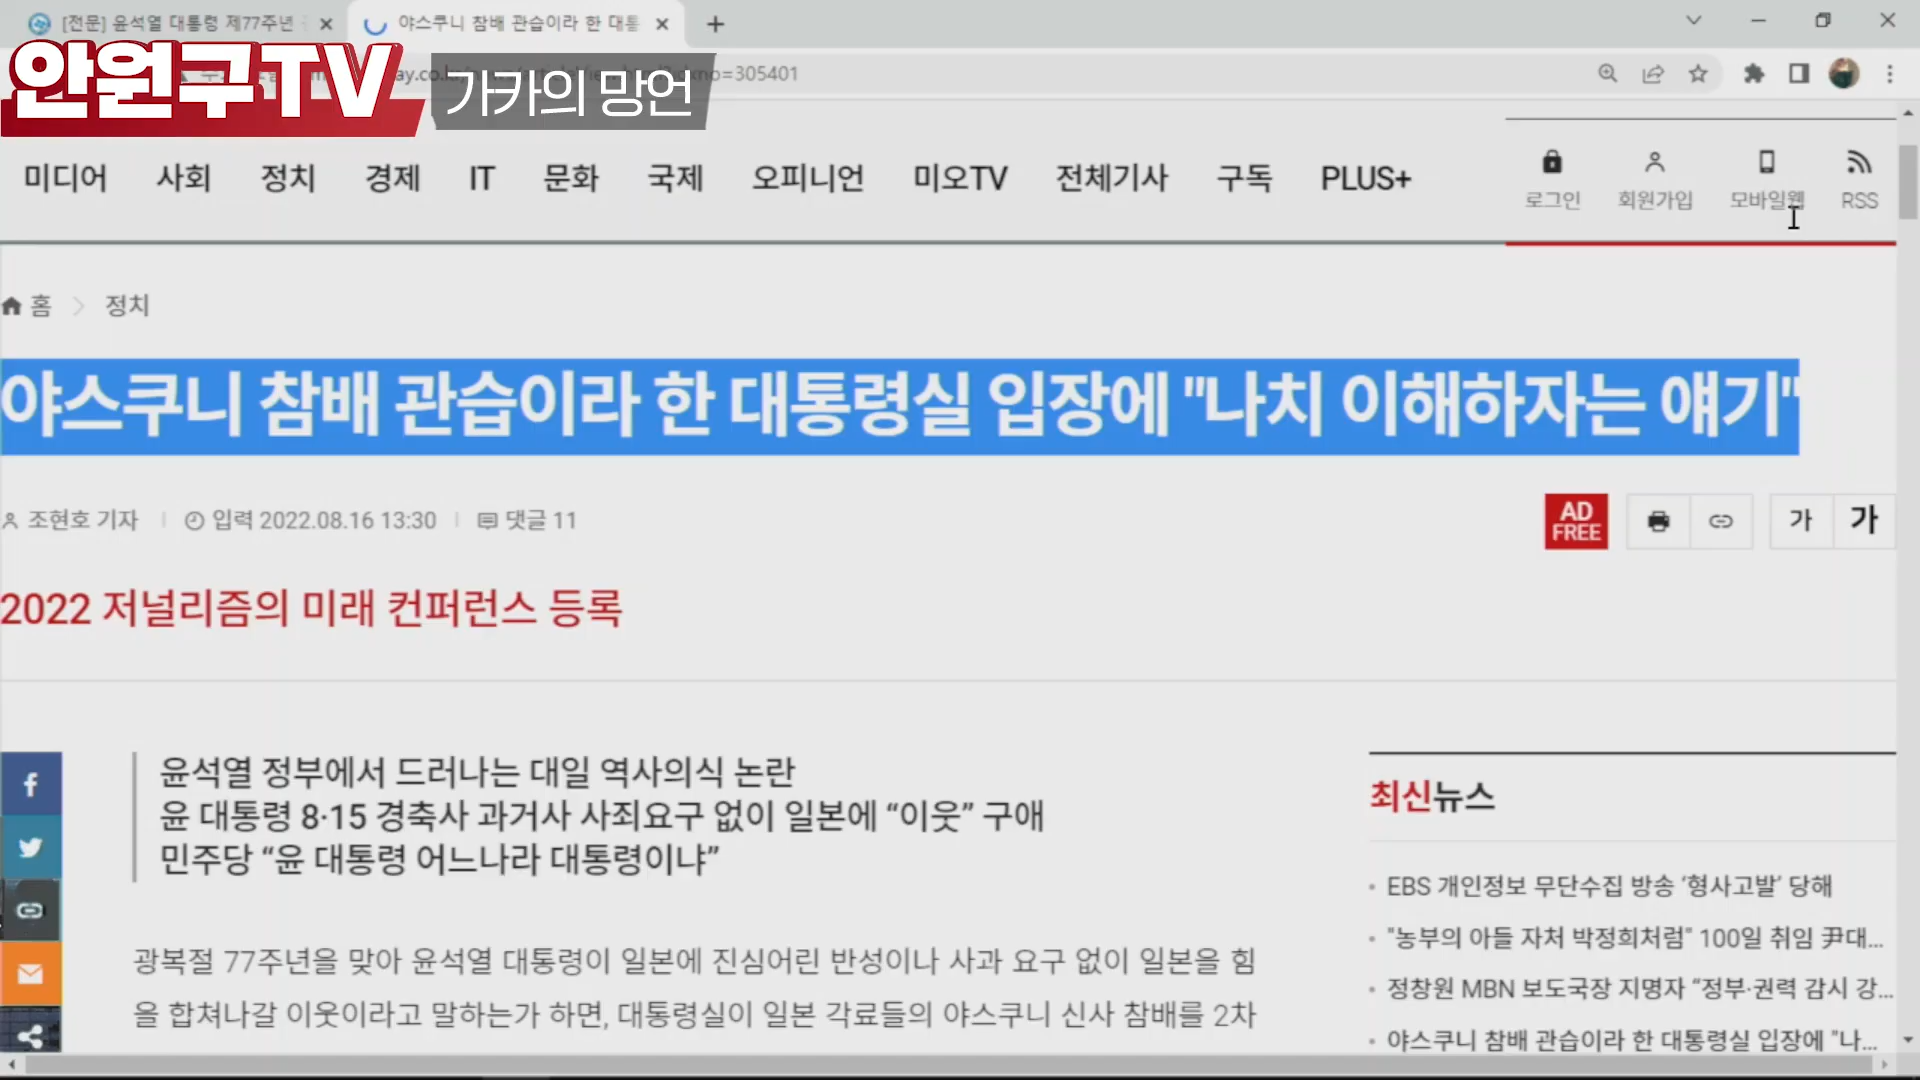 [전문] 윤석열 대통령 제77주년
야스쿠니 참배 관습이라 한 대통
안원구TV
가카의 망언
no=305401
미디어 사회 정치 경제 IT 문화 국제 오피니언 미오TV 전체기사 구독 PLUS+
로그인 회원가입 모바일웹 RSS
홈 > 정치
야스쿠니 참배 관습이라 한 대통령실 입장에 "나치 이해하자는 얘기"
조현호 기자 입력 2022.08.16 13:30 댓글 11
AD FREE
가 가
2022 저널리즘의 미래 컨퍼런스 등록
윤석열 정부에서 드러나는 대일 역사의식 논란
윤 대통령 8·15 경축사 과거사 사죄요구 없이 일본에 “이웃” 구애
민주당 “윤 대통령 어느나라 대통령이냐”
광복절 77주년을 맞아 윤석열 대통령이 일본에 진심어린 반성이나 사과 요구 없이 일본을 힘
을 합쳐나갈 이웃이라고 말하는가 하면, 대통령실이 일본 각료들의 야스쿠니 신사 참배를 2차
최신뉴스
EBS 개인정보 무단수집 방송 ‘형사고발’ 당해
"농부의 아들 자처 박정희처럼" 100일 취임 尹대...
정창원 MBN 보도국장 지명자 “정부·권력 감시 강...
야스쿠니 참배 관습이라 한 대통령실 입장에 "나...